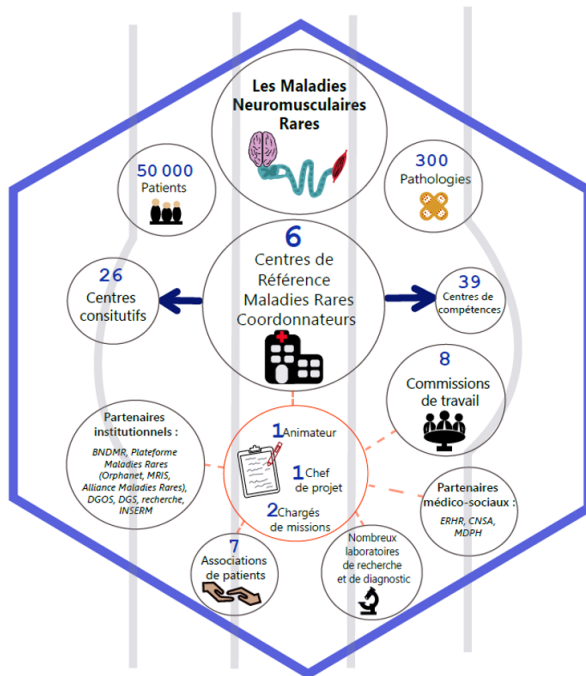 Les Maladies
Neuromusculaires
Rares
50 000
Patients
300
Pathologies
6
Centres de
Référence
Maladies Rares
Coordonnateurs
26
Centres
consitutifs
39
Centres de
compétences
8
Commissions
de travail
Partenaires
institutionnels :
BNDMR, Plateforme
Maladies Rares
(Orphanet, MRIS,
Alliance Maladies Rares),
DGOS, DGS, recherche,
INSERM
1 Animateur
1 Chef
de projet
2 Chargés
de missions
Partenaires
médico-sociaux :
ERHR, CNSA,
MDPH
7
Associations
de patients
Nombreux
laboratoires
de recherche
et de diagnostic